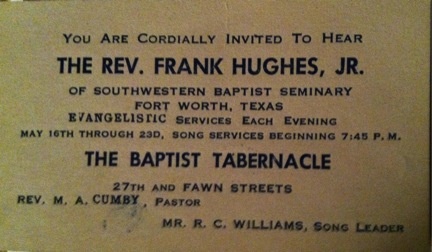 YOU ARE CORDIALLY INVITED TO HEAR
THE REV. FRANK HUGHES, JR.
OF SOUTHWESTERN BAPTIST SEMINARY
FORT WORTH, TEXAS
EVANGELISTIC SERVICES EACH EVENING
MAY 16TH THROUGH 23D, SONG SERVICES BEGINNING 7:45 P. M.
THE BAPTIST TABERNACLE
27TH AND FAWN STREETS
REV. M. A. CUMBY, PASTOR
MR. R. C. WILLIAMS, SONG LEADER